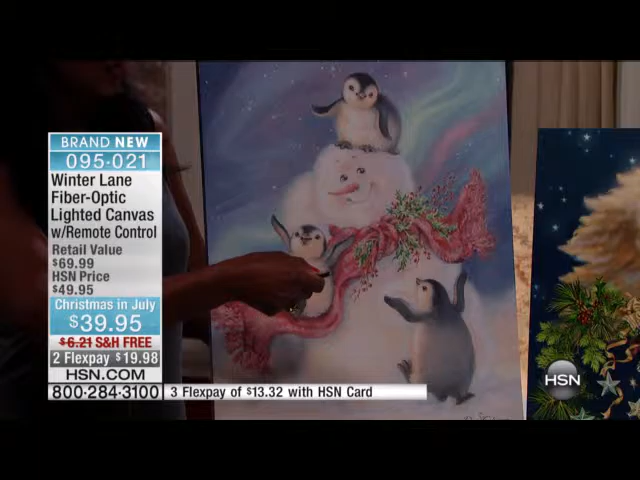 BRAND NEW
095-021
Winter Lane
Fiber-Optic
Lighted Canvas
w/Remote Control
Retail Value
$69.99
HSN Price
$49.95
Christmas in July
$39.95
$6.21 S&H FREE
2 Flexpay $19.98
HSN.COM
800-284-3100
3 Flexpay of $13.32 with HSN Card
HSN